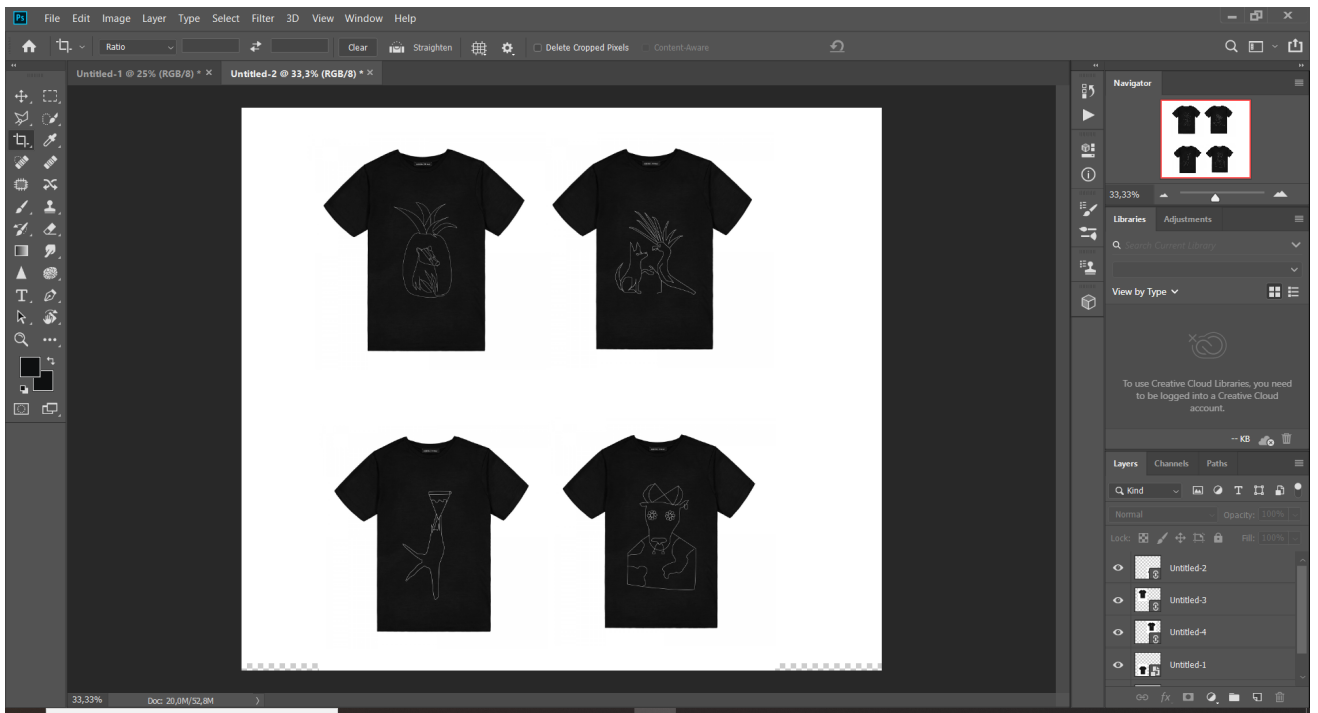 Ps File Edit Image Layer Type Select Filter 3D View Window Help
Ratio Clear Straighten Delete Cropped Pixels Content-Aware
Untitled-1 @ 25% (RGB/8) * × Untitled-2 @ 33,3% (RGB/8) * ×
Navigator
33,33%
Libraries Adjustments
Search Current Library
View by Type
To use Creative Cloud Libraries, you need
to be logged into a Creative Cloud
account.
-- KB
Layers Channels Paths
Kind
Normal Opacity: 100%
Lock: Fill: 100%
Untitled-2
Untitled-3
Untitled-4
Untitled-1
33,33% Doc: 20,0M/52,8M